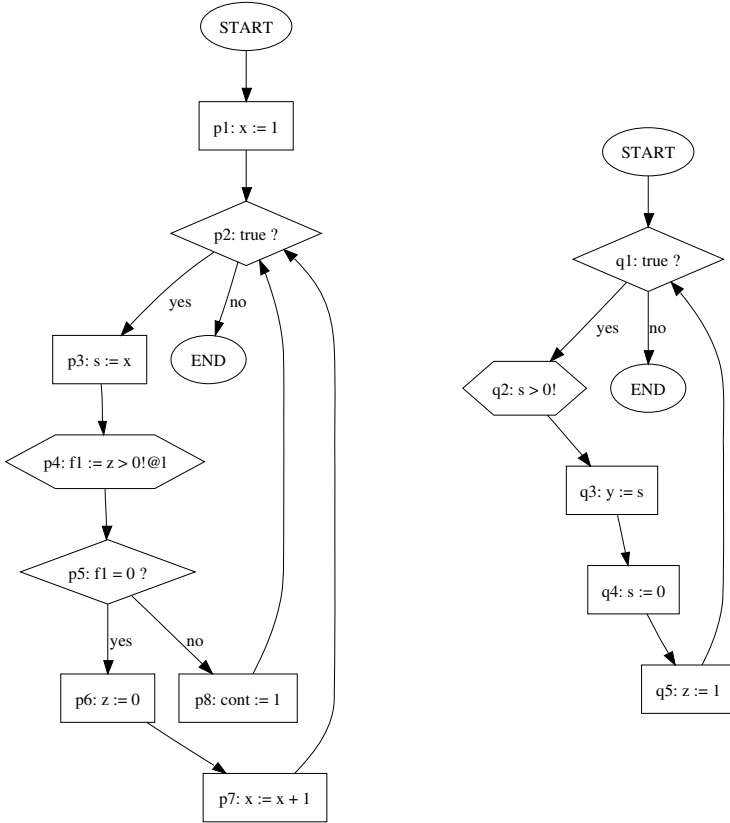 START
p1: x := 1
p2: true ?
yes
no
p3: s := x
END
p4: f1 := z > 0!@l
p5: f1 = 0 ?
yes
no
p6: z := 0
p8: cont := 1
p7: x := x + 1
START
q1: true ?
yes
no
q2: s > 0!
END
q3: y := s
q4: s := 0
q5: z := 1